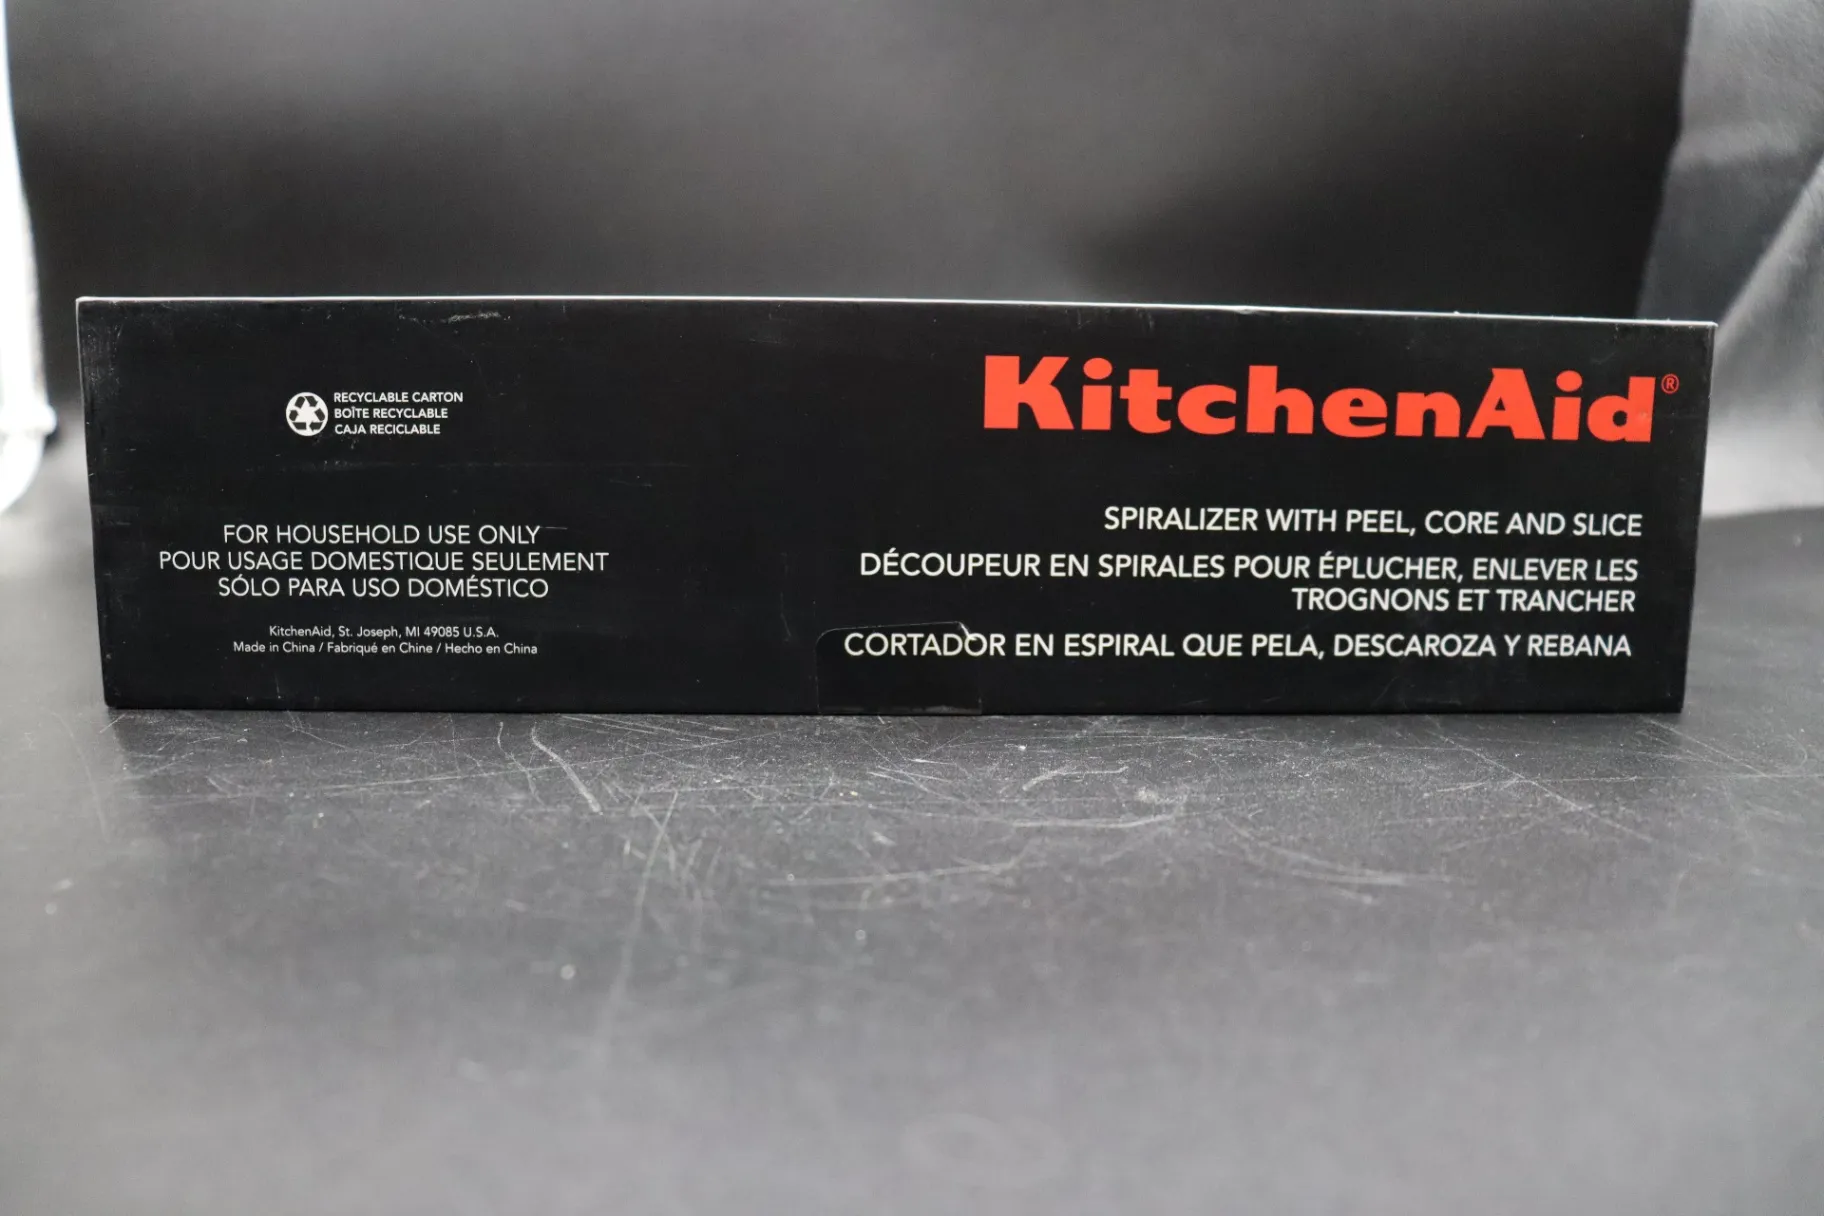 RECYCLABLE CARTON
BOÎTE RECYCLABLE
CAJA RECICLABLE
FOR HOUSEHOLD USE ONLY
POUR USAGE DOMESTIQUE SEULEMENT
SÓLO PARA USO DOMÉSTICO
KitchenAid, St. Joseph, MI 49085 U.S.A.
Made in China / Fabriqué en Chine / Hecho en China
KitchenAid®
SPIRALIZER WITH PEEL, CORE AND SLICE
DÉCOUPEUR EN SPIRALES POUR ÉPLUCHER, ENLEVER LES
TROGNONS ET TRANCHER
CORTADOR EN ESPIRAL QUE PELA, DESCAROZA Y REBANA